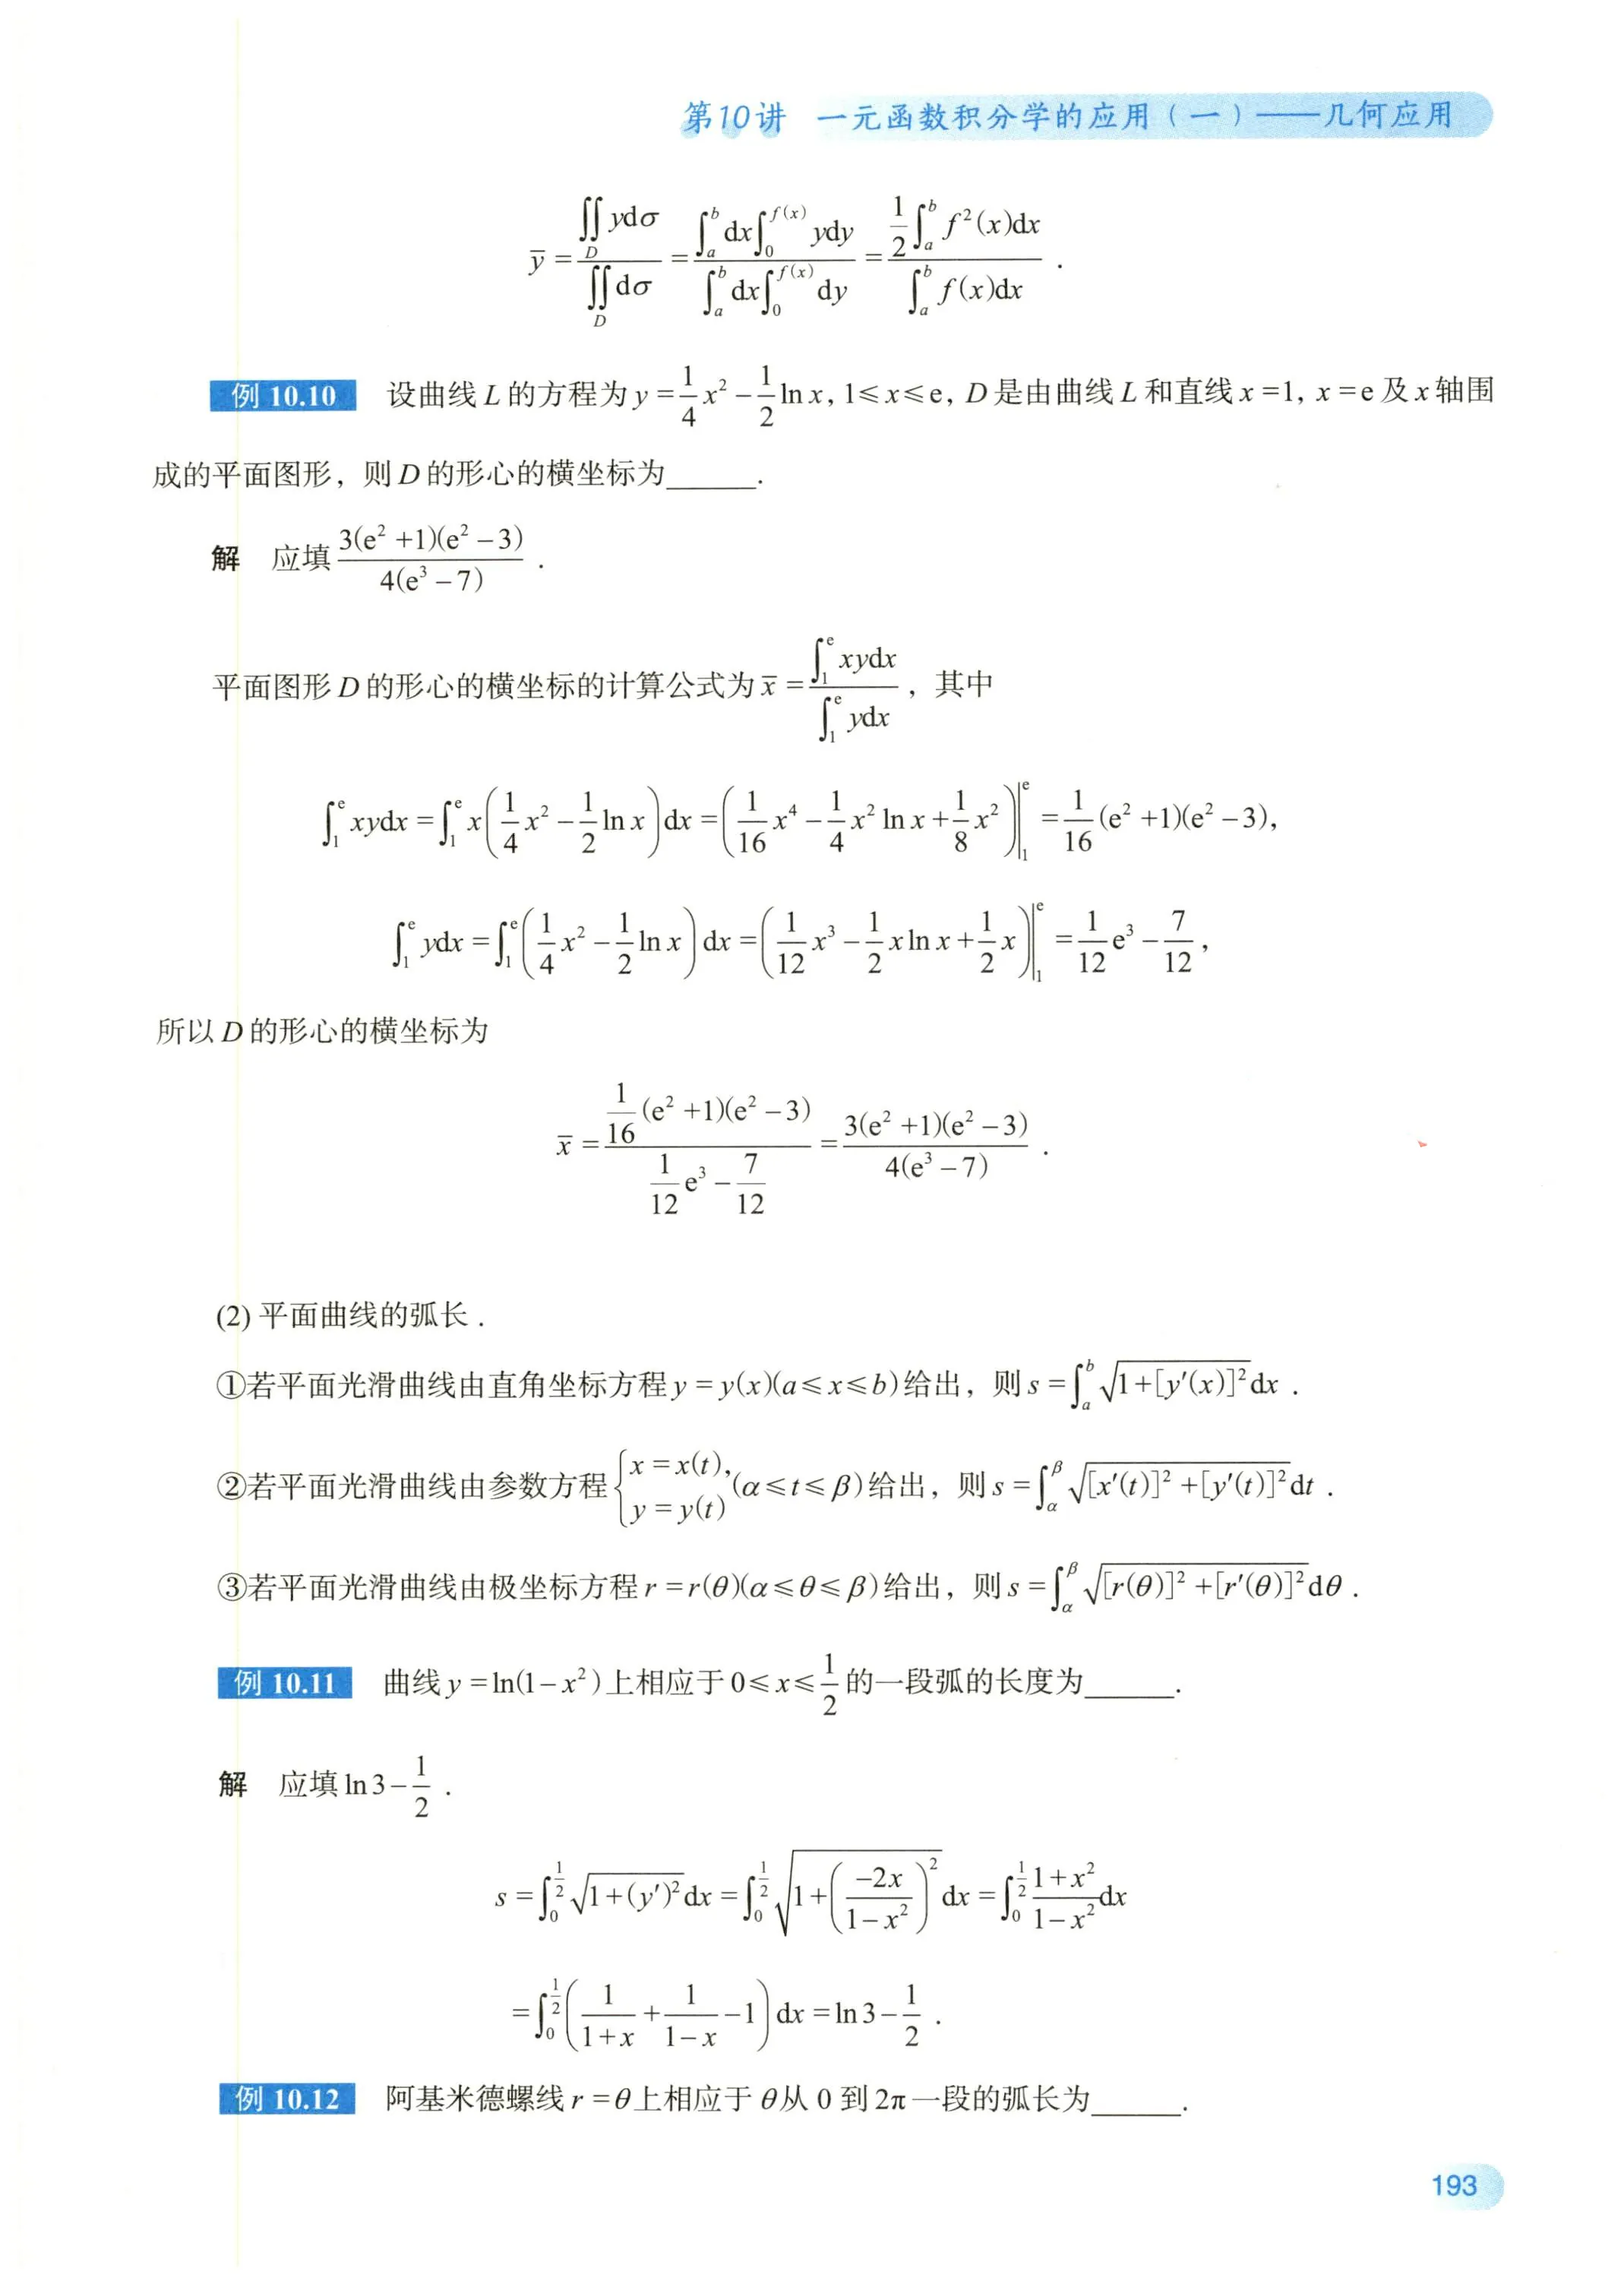 第10讲 一元函数积分学的应用(一)——几何应用
$\bar{y}=\dfrac{\iint\limits_D y\mathrm{d}\sigma}{\iint\limits_D \mathrm{d}\sigma}=\dfrac{\int_a^b \mathrm{d}x\int_0^{f(x)} y\mathrm{d}y}{\int_a^b \mathrm{d}x\int_0^{f(x)} \mathrm{d}y}=\dfrac{\frac{1}{2}\int_a^b f^2(x)\mathrm{d}x}{\int_a^b f(x)\mathrm{d}x}$.
例 10.10 设曲线 L 的方程为 $y=\frac{1}{4}x^2-\frac{1}{2}\ln x$, $1\leqslant x\leqslant \mathrm{e}$, D 是由曲线 L 和直线 x=1, x=e 及 x 轴围
成的平面图形，则 D 的形心的横坐标为______.
解 应填 $\dfrac{3(\mathrm{e}^2+1)(\mathrm{e}^2-3)}{4(\mathrm{e}^3-7)}$.
平面图形 D 的形心的横坐标的计算公式为 $\bar{x}=\dfrac{\int_1^{\mathrm{e}} xy\mathrm{d}x}{\int_1^{\mathrm{e}} y\mathrm{d}x}$，其中
$\int_1^{\mathrm{e}} xy\mathrm{d}x=\int_1^{\mathrm{e}} x\left(\frac{1}{4}x^2-\frac{1}{2}\ln x\right)\mathrm{d}x=\left(\frac{1}{16}x^4-\frac{1}{4}x^2\ln x+\frac{1}{8}x^2\right)\Big|_1^{\mathrm{e}}=\frac{1}{16}(\mathrm{e}^2+1)(\mathrm{e}^2-3)$,
$\int_1^{\mathrm{e}} y\mathrm{d}x=\int_1^{\mathrm{e}}\left(\frac{1}{4}x^2-\frac{1}{2}\ln x\right)\mathrm{d}x=\left(\frac{1}{12}x^3-\frac{1}{2}x\ln x+\frac{1}{2}x\right)\Big|_1^{\mathrm{e}}=\frac{1}{12}\mathrm{e}^3-\frac{7}{12}$,
所以 D 的形心的横坐标为
$\bar{x}=\dfrac{\frac{1}{16}(\mathrm{e}^2+1)(\mathrm{e}^2-3)}{\frac{1}{12}\mathrm{e}^3-\frac{7}{12}}=\dfrac{3(\mathrm{e}^2+1)(\mathrm{e}^2-3)}{4(\mathrm{e}^3-7)}$.
(2) 平面曲线的弧长.
①若平面光滑曲线由直角坐标方程 $y=y(x)(a\leqslant x\leqslant b)$ 给出，则 $s=\int_a^b\sqrt{1+[y'(x)]^2}\mathrm{d}x$.
②若平面光滑曲线由参数方程 $\begin{cases}x=x(t),\\y=y(t)\end{cases}(\alpha\leqslant t\leqslant\beta)$ 给出，则 $s=\int_\alpha^\beta\sqrt{[x'(t)]^2+[y'(t)]^2}\mathrm{d}t$.
③若平面光滑曲线由极坐标方程 $r=r(\theta)(\alpha\leqslant\theta\leqslant\beta)$ 给出，则 $s=\int_\alpha^\beta\sqrt{[r(\theta)]^2+[r'(\theta)]^2}\mathrm{d}\theta$.
例 10.11 曲线 $y=\ln(1-x^2)$ 上相应于 $0\leqslant x\leqslant\frac{1}{2}$ 的一段弧的长度为______.
解 应填 $\ln 3-\frac{1}{2}$.
$s=\int_0^{\frac{1}{2}}\sqrt{1+(y')^2}\mathrm{d}x=\int_0^{\frac{1}{2}}\sqrt{1+\left(\frac{-2x}{1-x^2}\right)^2}\mathrm{d}x=\int_0^{\frac{1}{2}}\frac{1+x^2}{1-x^2}\mathrm{d}x$
$=\int_0^{\frac{1}{2}}\left(\frac{1}{1+x}+\frac{1}{1-x}-1\right)\mathrm{d}x=\ln 3-\frac{1}{2}$.
例 10.12 阿基米德螺线 $r=\theta$ 上相应于 $\theta$ 从 0 到 $2\pi$ 一段的弧长为______.
193